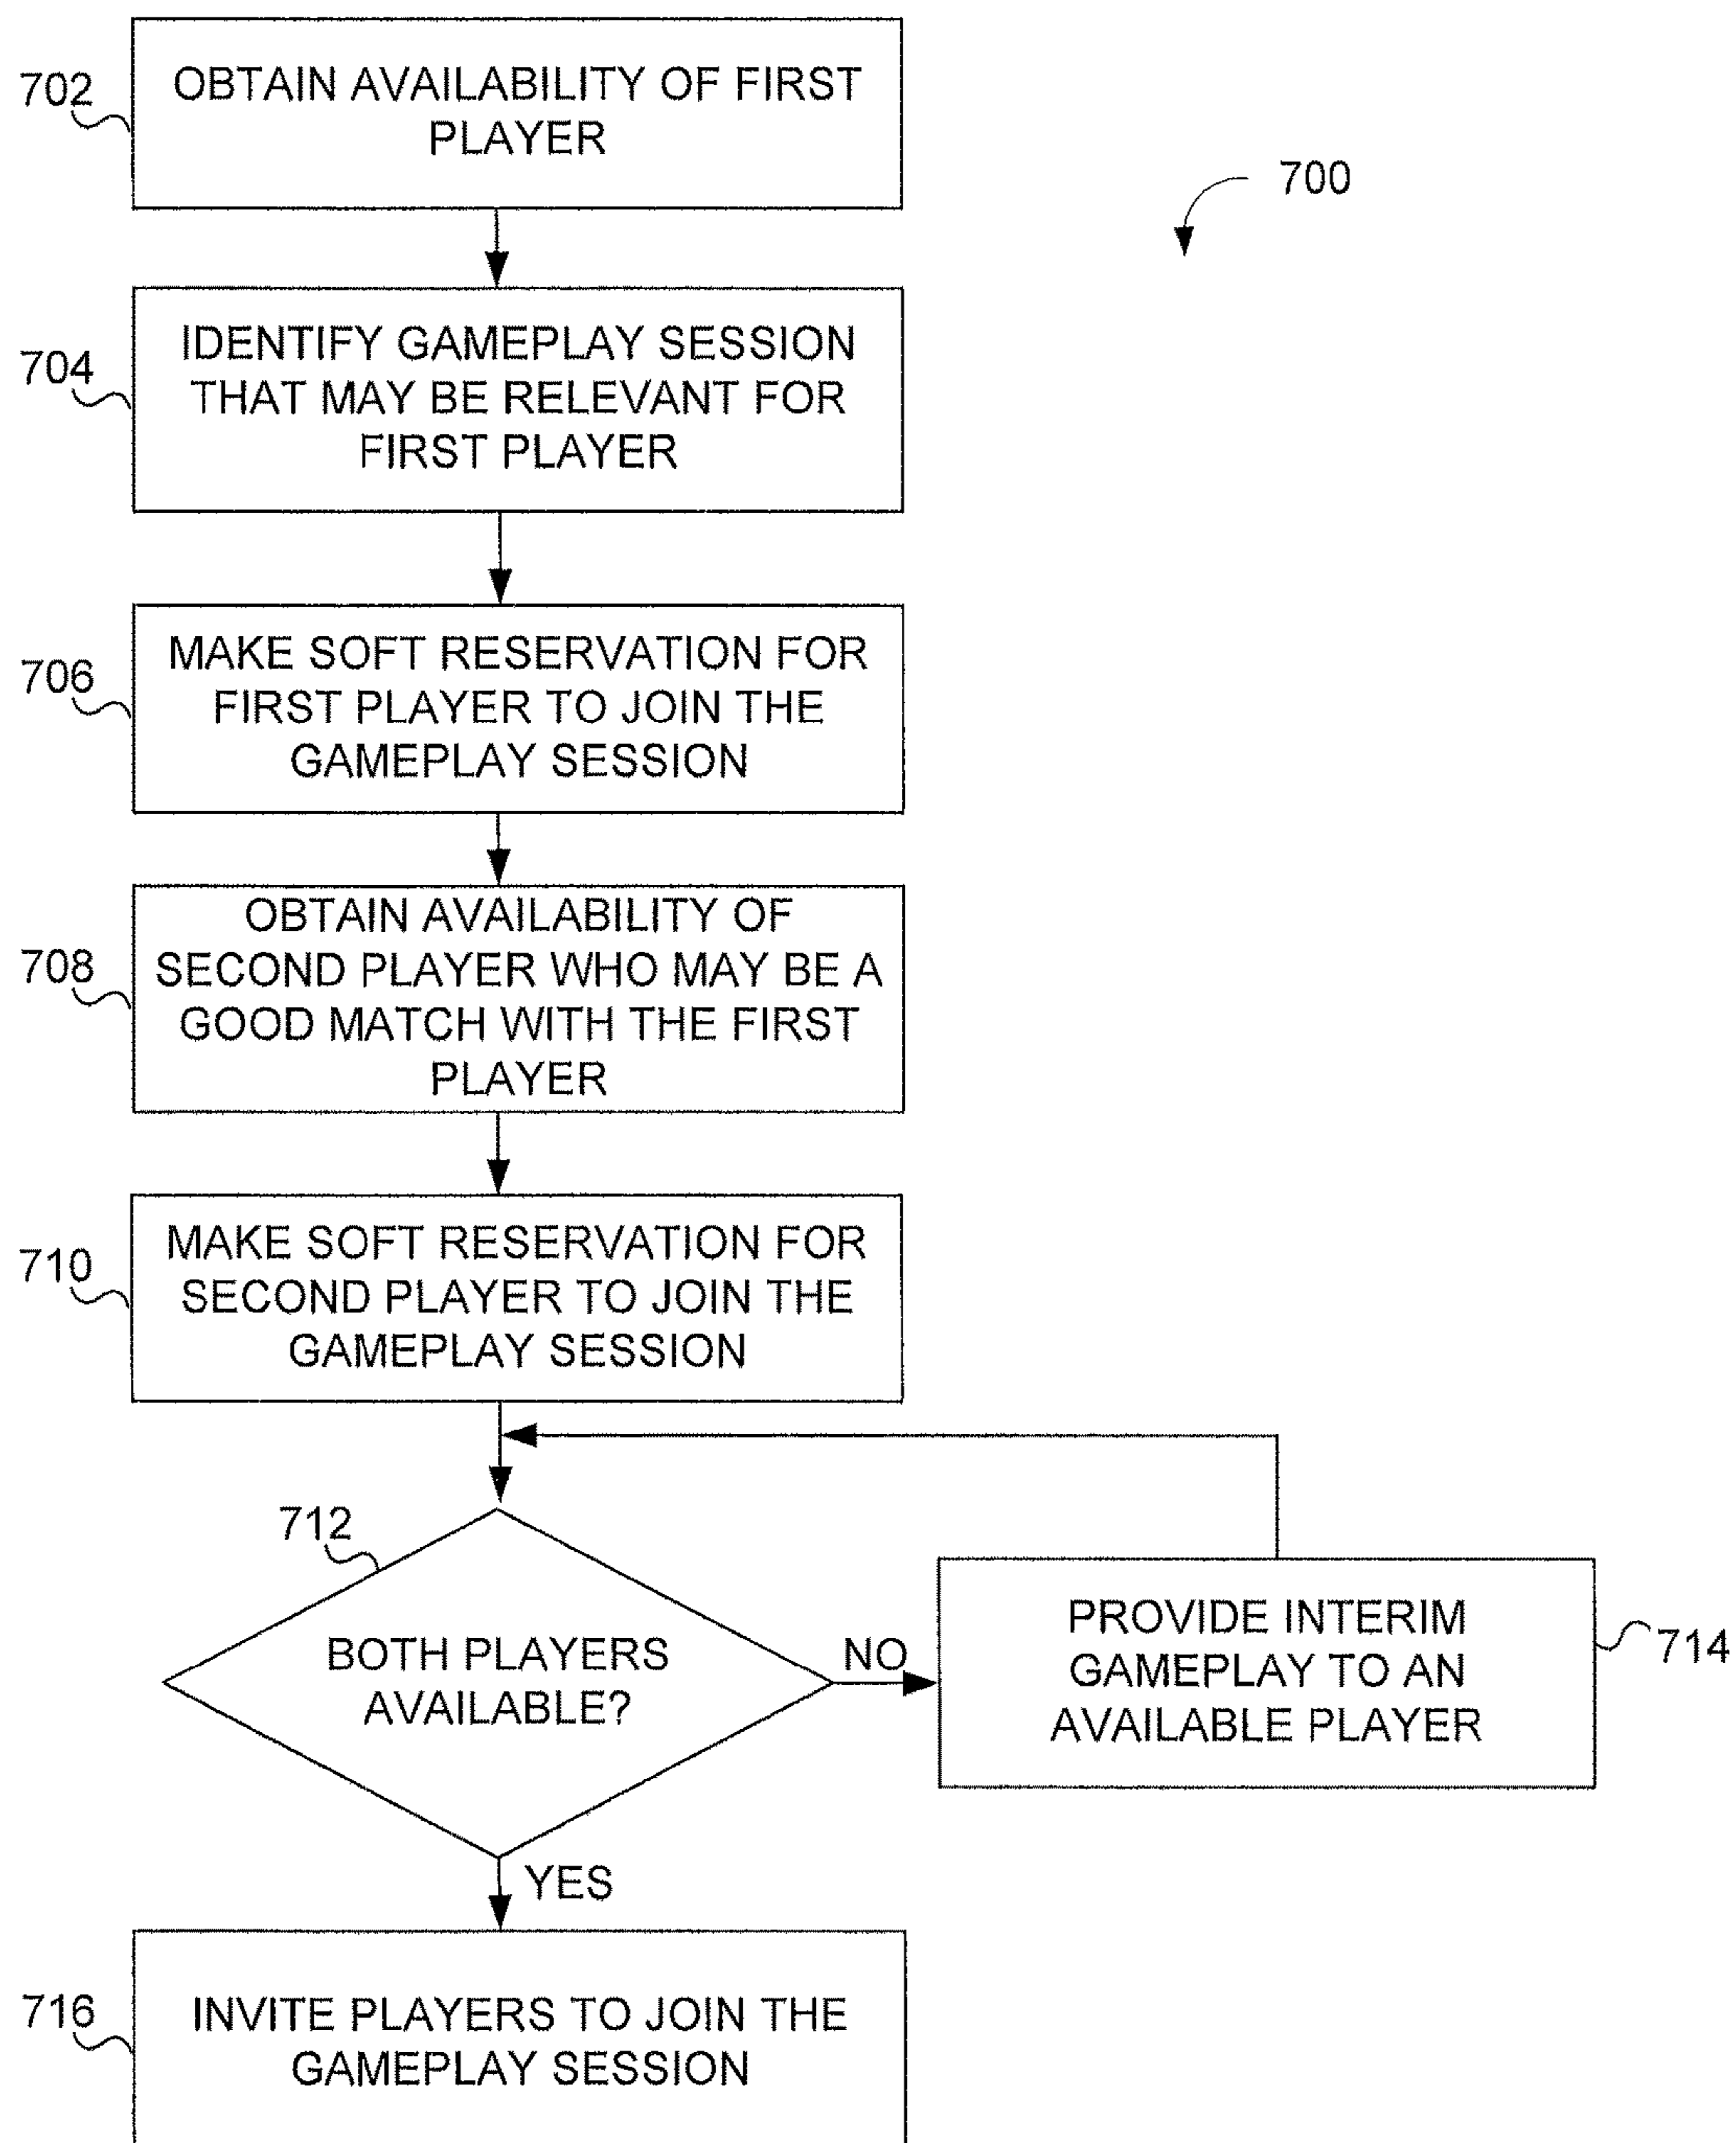 702
OBTAIN AVAILABILITY OF FIRST
PLAYER
700
704
IDENTIFY GAMEPLAY SESSION
THAT MAY BE RELEVANT FOR
FIRST PLAYER
706
MAKE SOFT RESERVATION FOR
FIRST PLAYER TO JOIN THE
GAMEPLAY SESSION
708
OBTAIN AVAILABILITY OF
SECOND PLAYER WHO MAY BE A
GOOD MATCH WITH THE FIRST
PLAYER
710
MAKE SOFT RESERVATION FOR
SECOND PLAYER TO JOIN THE
GAMEPLAY SESSION
712
BOTH PLAYERS
AVAILABLE?
NO
PROVIDE INTERIM
GAMEPLAY TO AN
AVAILABLE PLAYER
714
YES
716
INVITE PLAYERS TO JOIN THE
GAMEPLAY SESSION